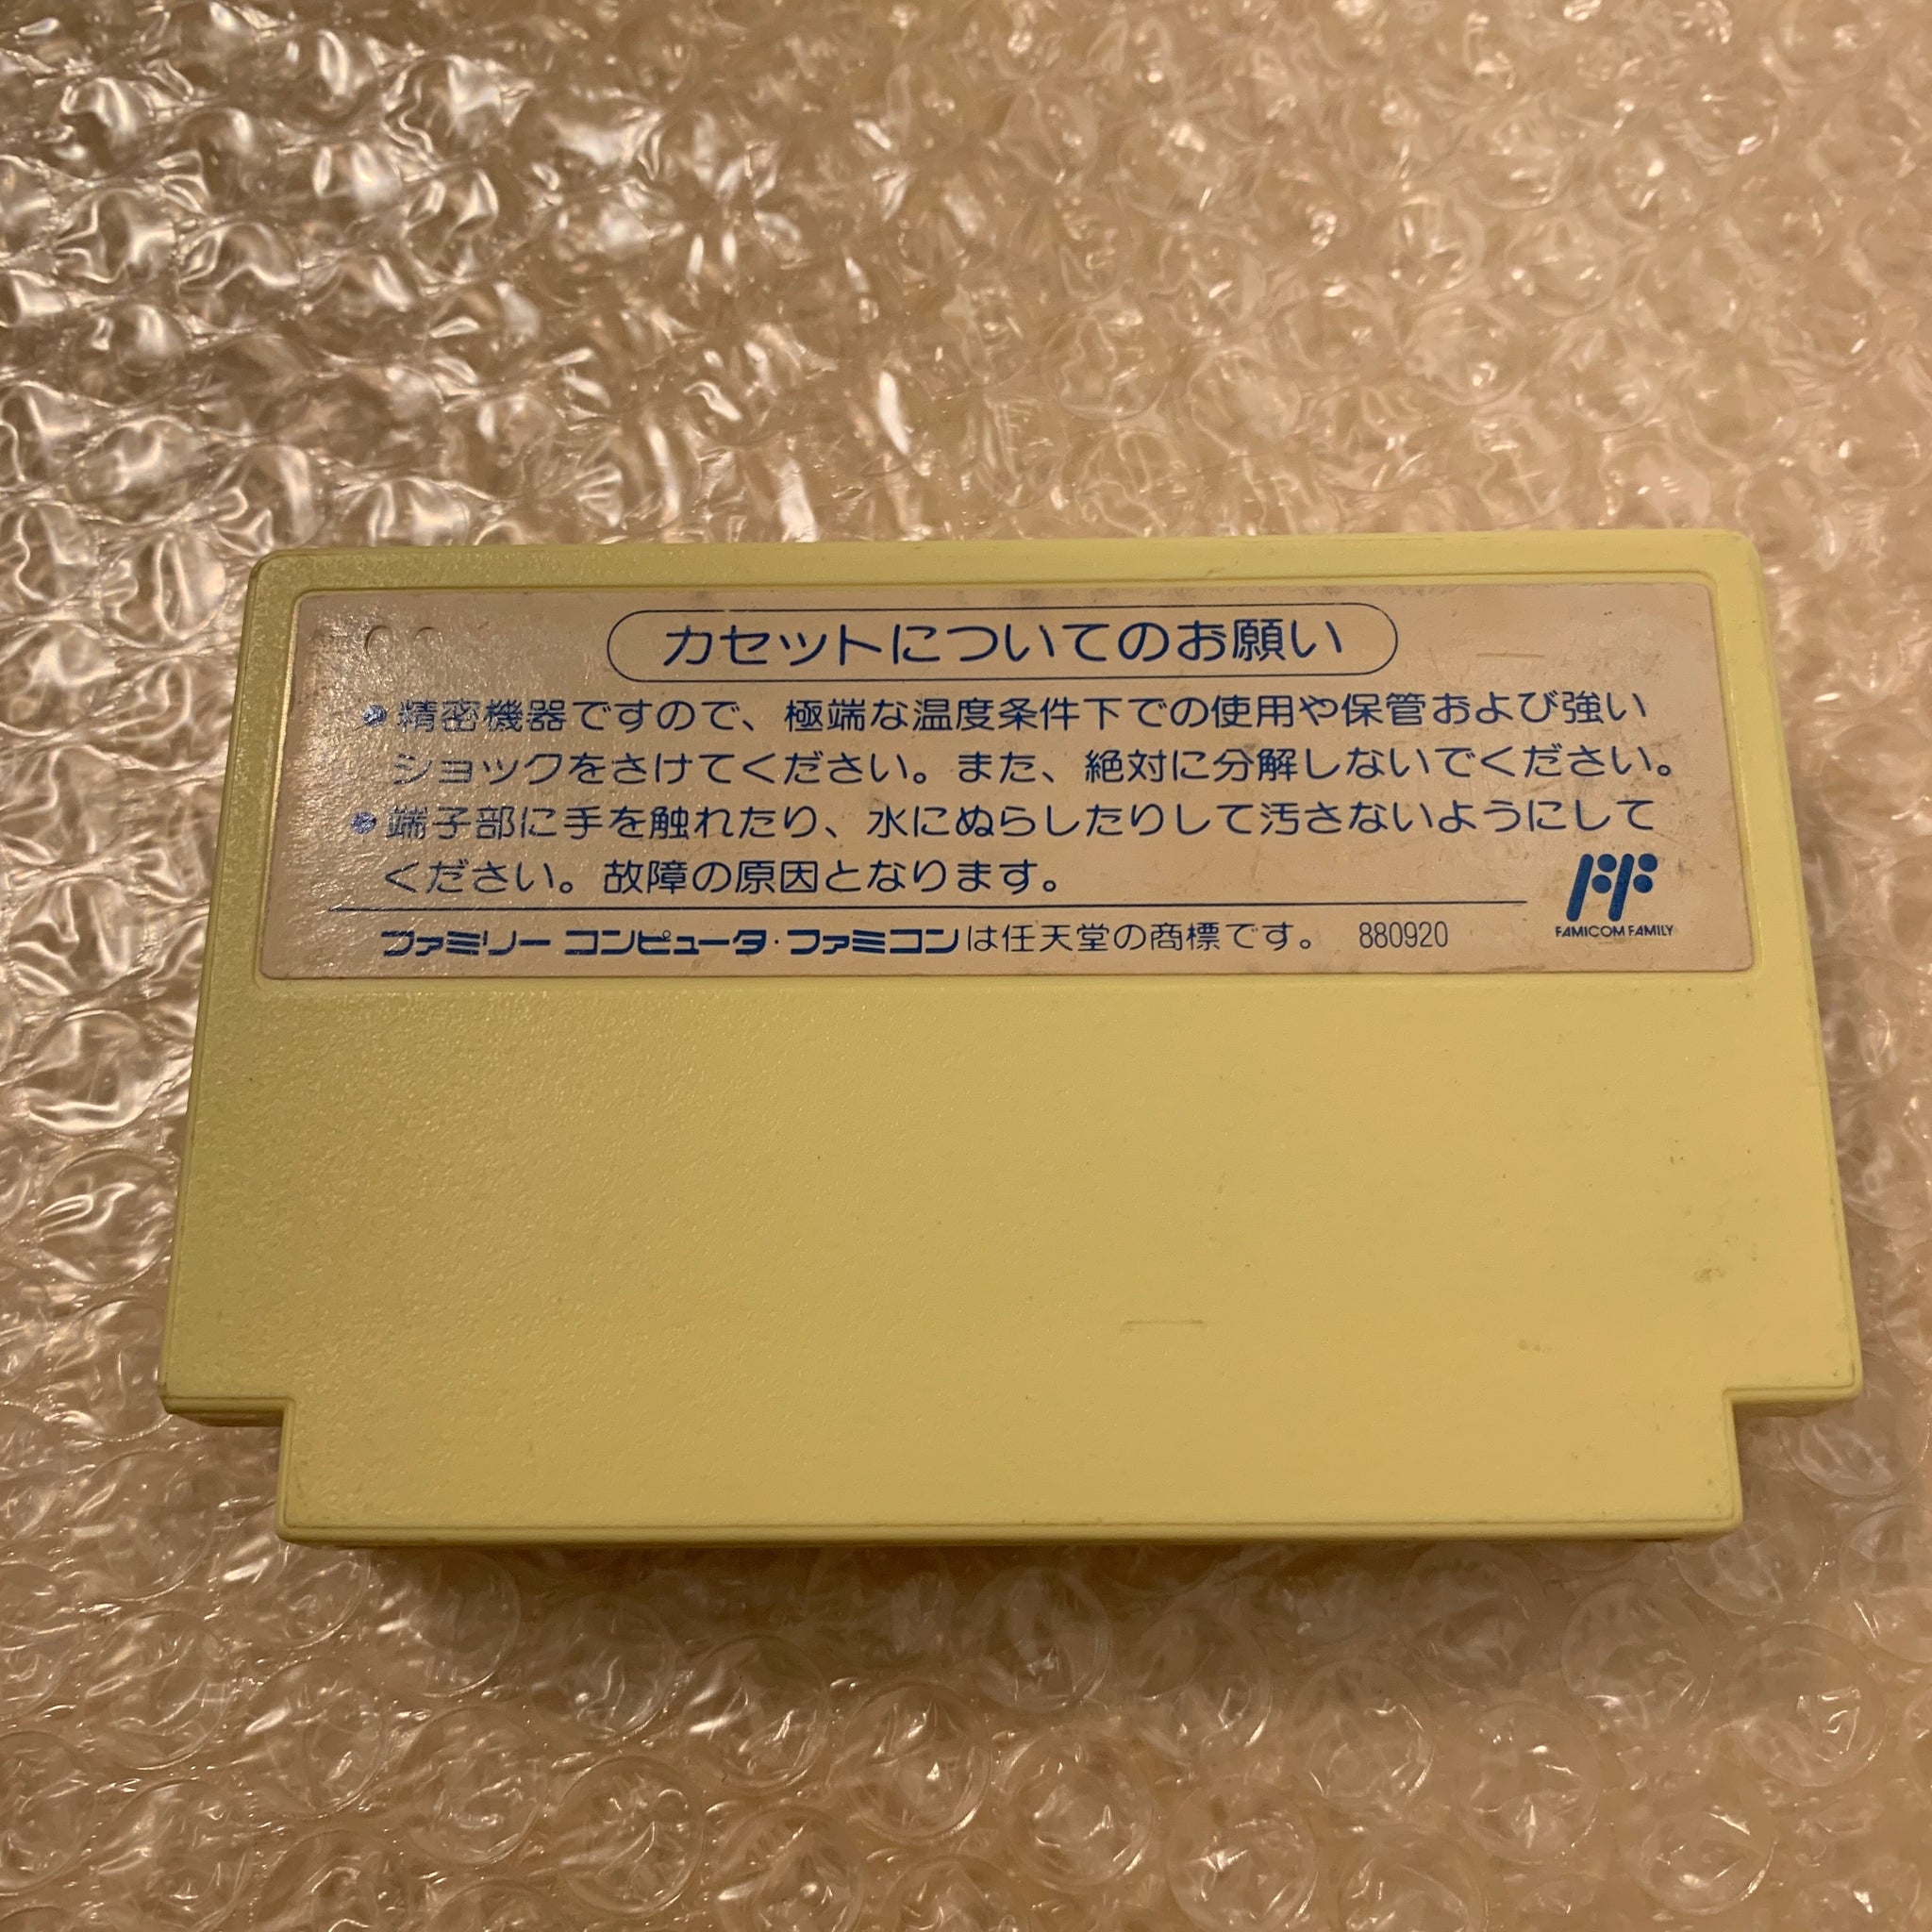 カセットについてのお願い
●精密機器ですので、極端な温度条件下での使用や保管および強い
ショックをさけてください。また、絶対に分解しないでください。
●端子部に手を触れたり、水にぬらしたりして汚さないようにして
ください。故障の原因となります。
ファミリー コンピュータ・ファミコンは任天堂の商標です。 880920
FAMICOM FAMILY